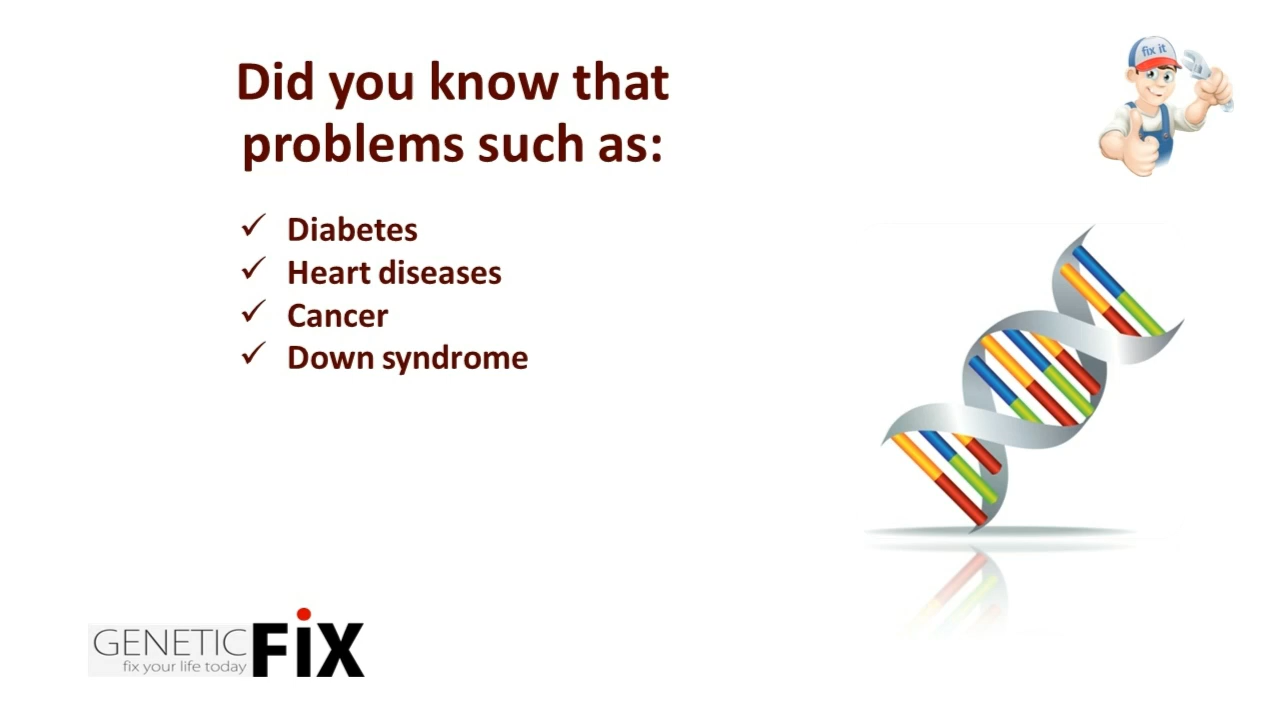 fix it
Did you know that
problems such as:
✓ Diabetes
✓ Heart diseases
✓ Cancer
✓ Down syndrome
GENETIC FiX
fix your life today